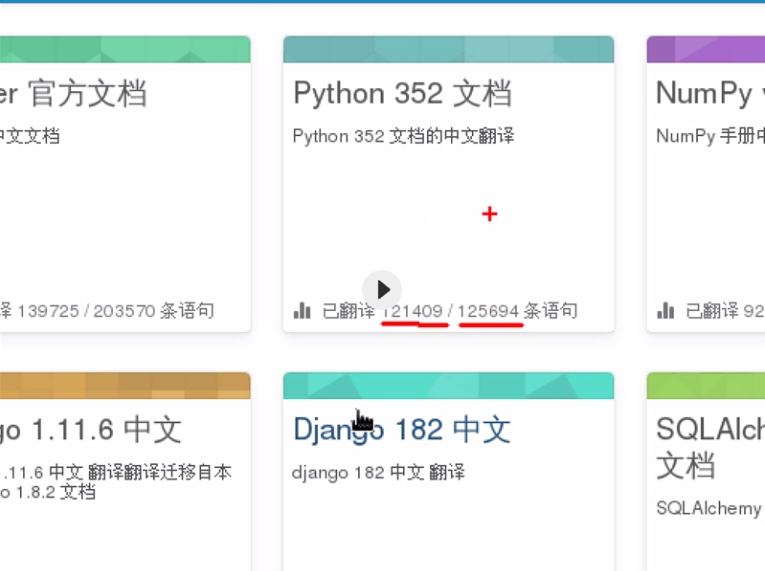 er 官方文档
Python 352 文档
NumPy
中文文档
Python 352 文档的中文翻译
NumPy 手册中
译 139725 / 203570 条语句
已翻译 121409 / 125694 条语句
已翻译 92
go 1.11.6 中文
Django 182 中文
SQLAlch
文档
.11.6 中文 翻译翻译迁移自本
o 1.8.2 文档
django 182 中文 翻译
SQLAlchemy